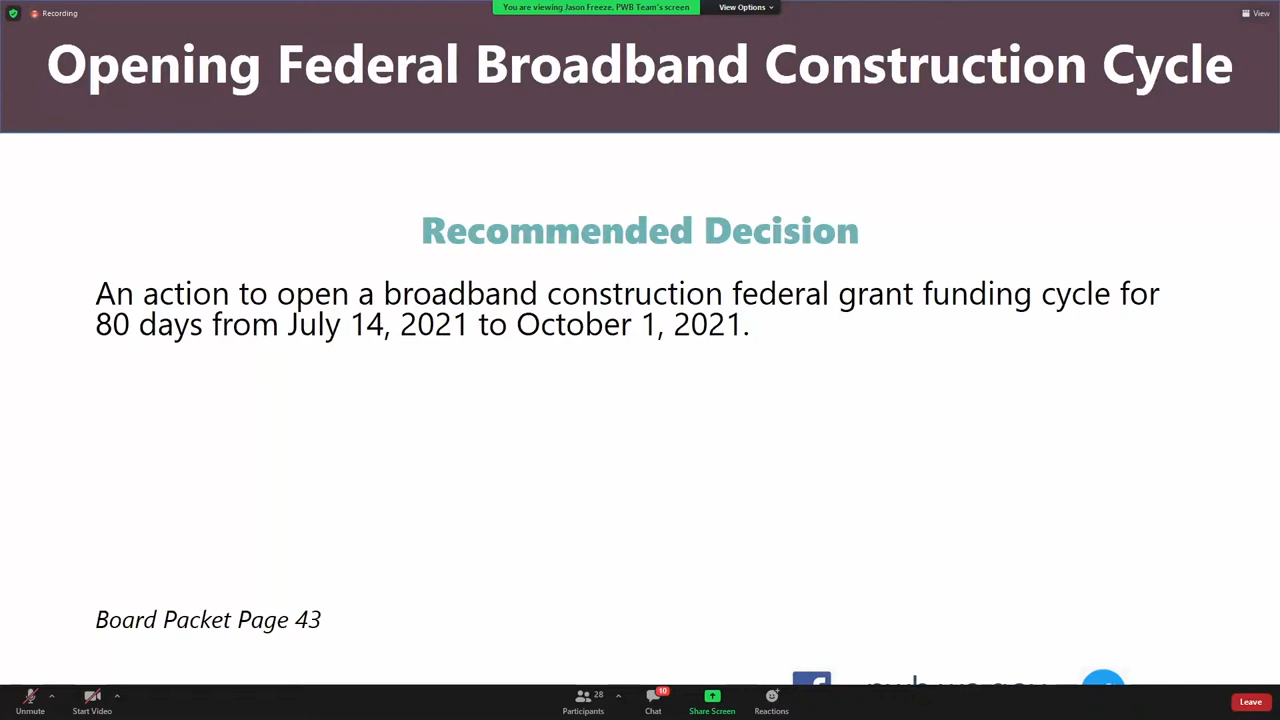 Recording
You are viewing Jason Freeze, PWB Team's screen
View Options
View
Opening Federal Broadband Construction Cycle
Recommended Decision
An action to open a broadband construction federal grant funding cycle for
80 days from July 14, 2021 to October 1, 2021.
Board Packet Page 43
Unmute
Start Video
28
Participants
10
Chat
Share Screen
Reactions
Leave